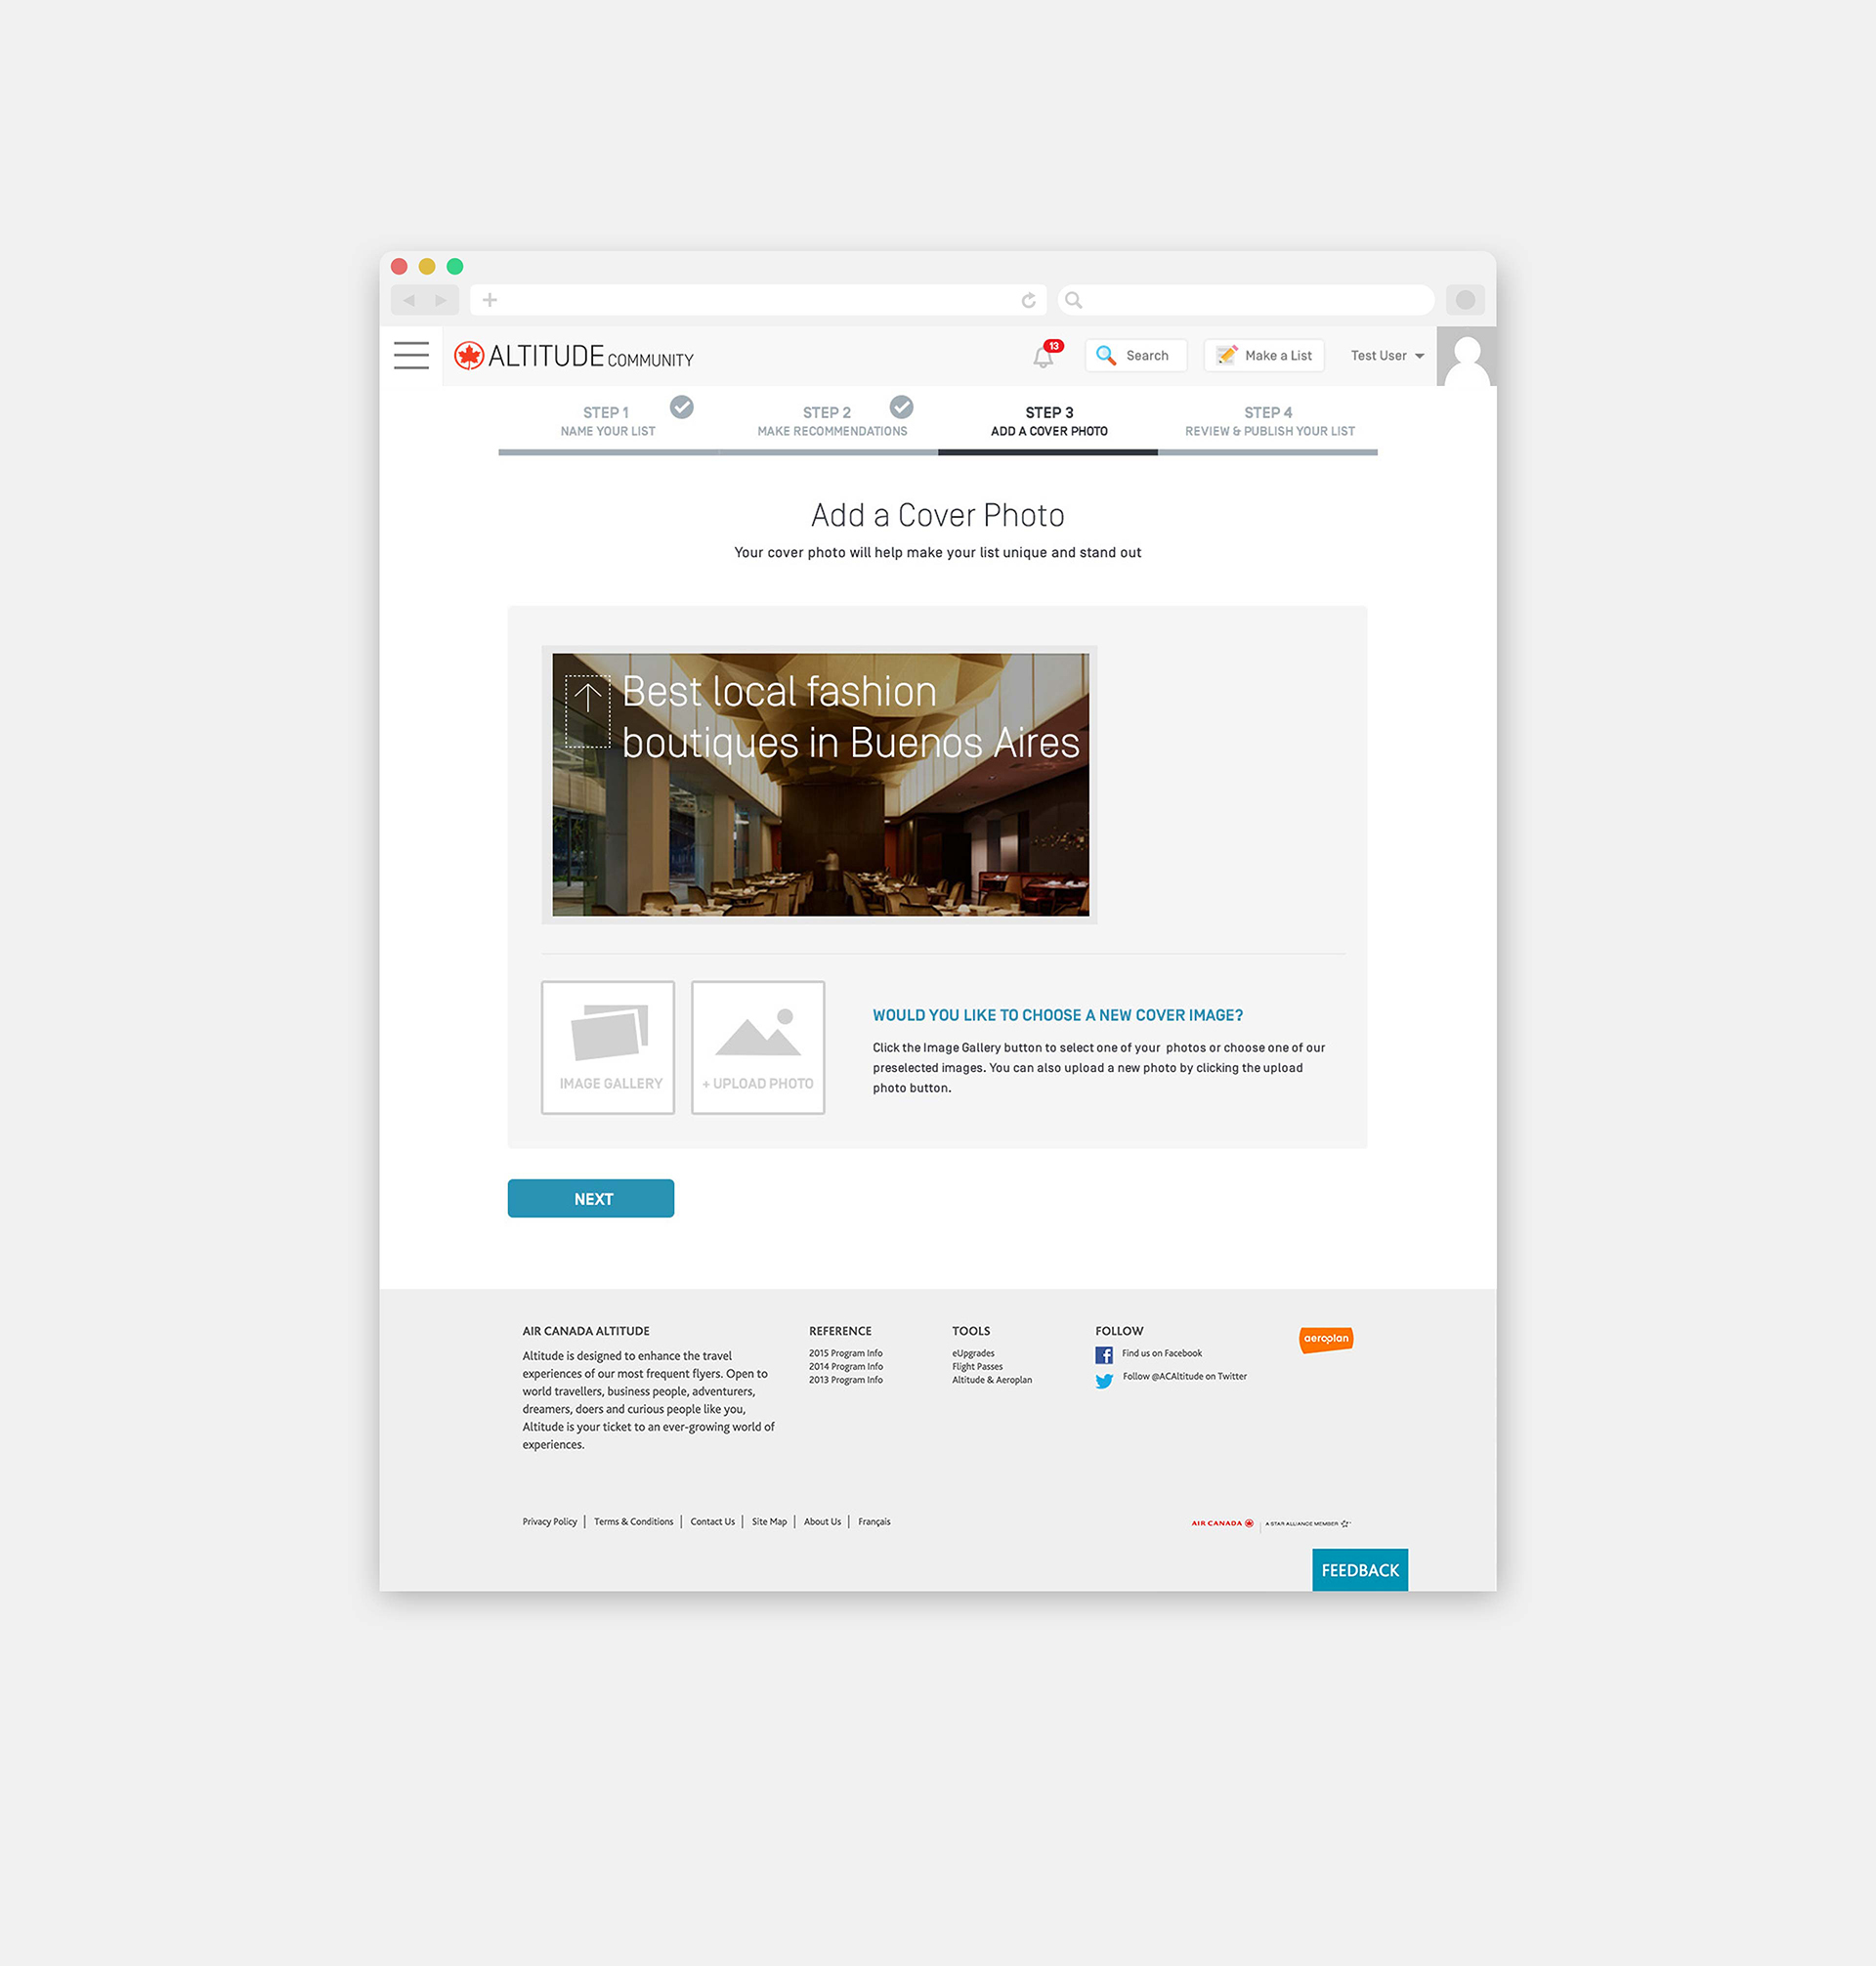 ALTITUDE COMMUNITY
13
Search
Make a List
Test User
STEP 1
NAME YOUR LIST
STEP 2
MAKE RECOMMENDATIONS
STEP 3
ADD A COVER PHOTO
STEP 4
REVIEW & PUBLISH YOUR LIST
Add a Cover Photo
Your cover photo will help make your list unique and stand out
Best local fashion
boutiques in Buenos Aires
IMAGE GALLERY
+ UPLOAD PHOTO
WOULD YOU LIKE TO CHOOSE A NEW COVER IMAGE?
Click the Image Gallery button to select one of your photos or choose one of our
preselected images. You can also upload a new photo by clicking the upload
photo button.
NEXT
AIR CANADA ALTITUDE
Altitude is designed to enhance the travel
experiences of our most frequent flyers. Open to
world travellers, business people, adventurers,
dreamers, doers and curious people like you,
Altitude is your ticket to an ever-growing world of
experiences.
REFERENCE
2015 Program Info
2014 Program Info
2013 Program Info
TOOLS
eUpgrades
Flight Passes
Altitude & Aeroplan
FOLLOW
Find us on Facebook
Follow @ACAltitude on Twitter
aeroplan
Privacy Policy | Terms & Conditions | Contact Us | Site Map | About Us | Français
AIR CANADA | A STAR ALLIANCE MEMBER
FEEDBACK